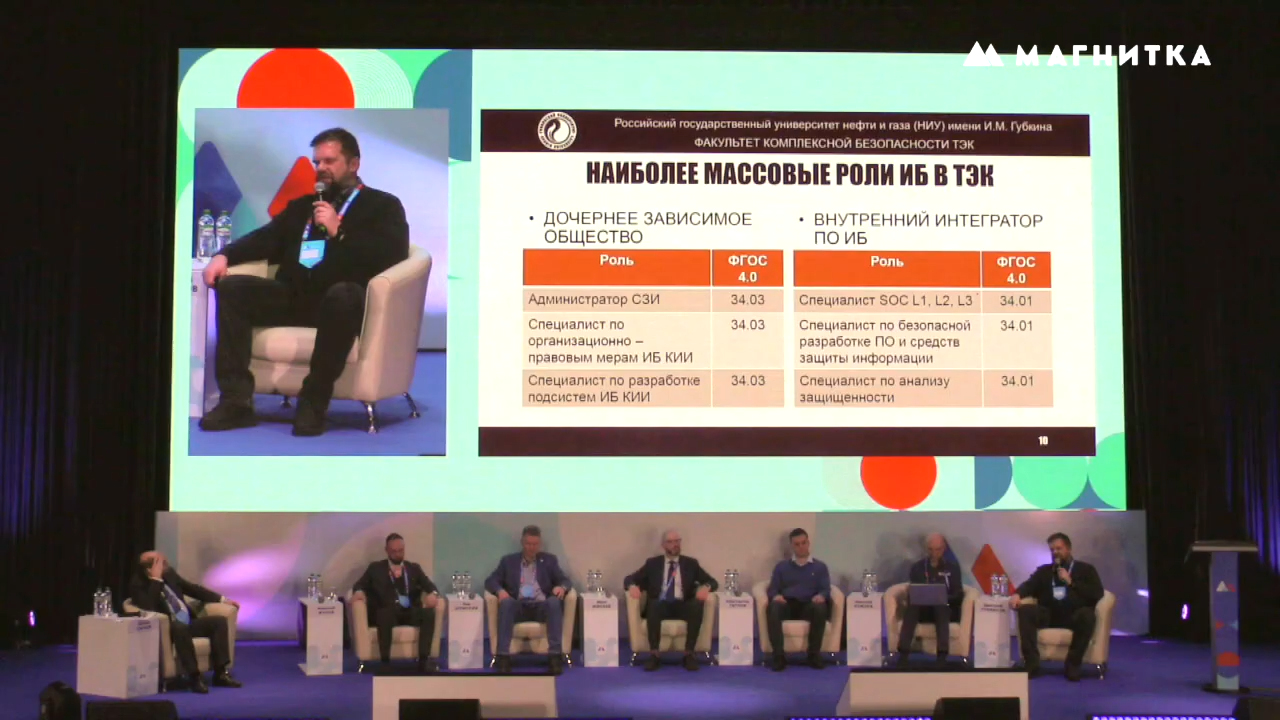 МАГНИТКА
Российский государственный университет нефти и газа (НИУ) имени И.М. Губкина
ФАКУЛЬТЕТ КОМПЛЕКСНОЙ БЕЗОПАСНОСТИ ТЭК
НАИБОЛЕЕ МАССОВЫЕ РОЛИ ИБ В ТЭК
• ДОЧЕРНЕЕ ЗАВИСИМОЕ
ОБЩЕСТВО
Роль ФГОС
4.0
Администратор СЗИ 34.03
Специалист по 34.03
организационно –
правовым мерам ИБ КИИ
Специалист по разработке 34.03
подсистем ИБ КИИ
• ВНУТРЕННИЙ ИНТЕГРАТОР
ПО ИБ
Роль ФГОС
4.0
Специалист SOC L1, L2, L3 34.01
Специалист по безопасной 34.01
разработке ПО и средств
защиты информации
Специалист по анализу 34.01
защищенности
10